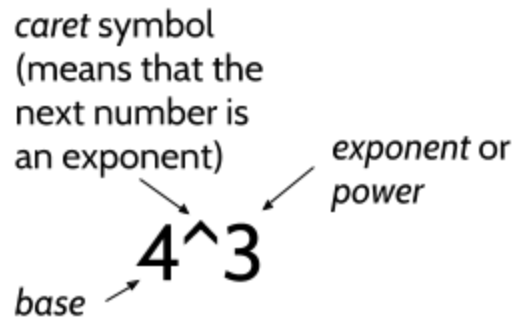 caret symbol
(means that the
next number is
an exponent)
exponent or
power
4^3
base